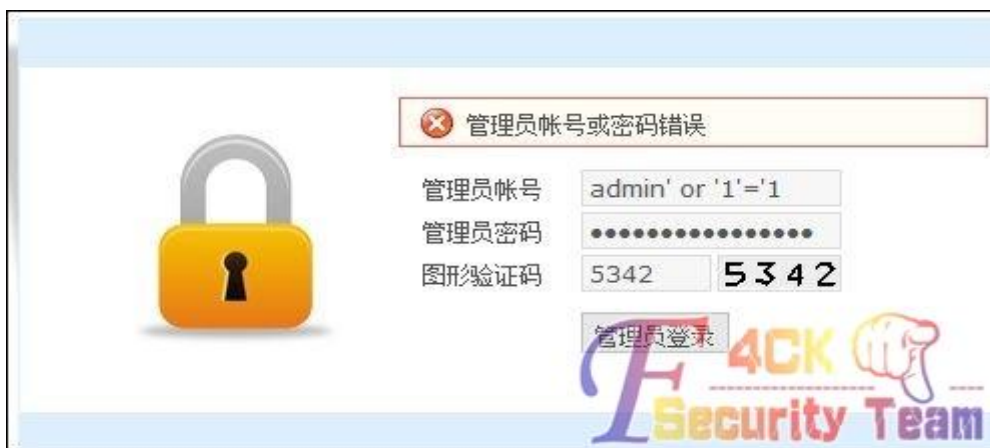 管理员帐号或密码错误
管理员帐号 admin' or '1'='1
管理员密码 ●●●●●●●●●●●●●●●●
图形验证码 5342 5342
管理员登录
F4CK
Security Team